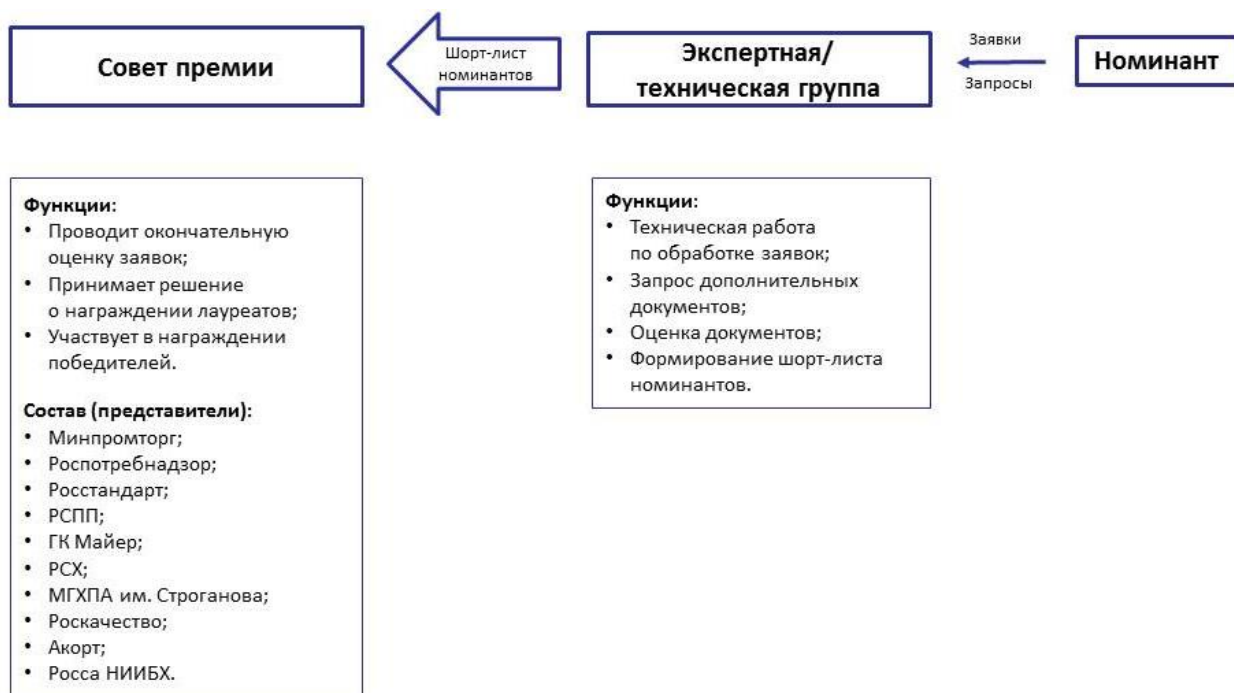 Совет премии
Шорт-лист
номинантов
Экспертная/
техническая группа
Заявки
Запросы
Номинант
Функции:
• Проводит окончательную
оценку заявок;
• Принимает решение
о награждении лауреатов;
• Участвует в награждении
победителей.
Состав (представители):
• Минпромторг;
• Роспотребнадзор;
• Росстандарт;
• РСПП;
• ГК Майер;
• РСХ;
• МГХПА им. Строганова;
• Роскачество;
• Акорт;
• Росса НИИБХ.
Функции:
• Техническая работа
по обработке заявок;
• Запрос дополнительных
документов;
• Оценка документов;
• Формирование шорт-листа
номинантов.